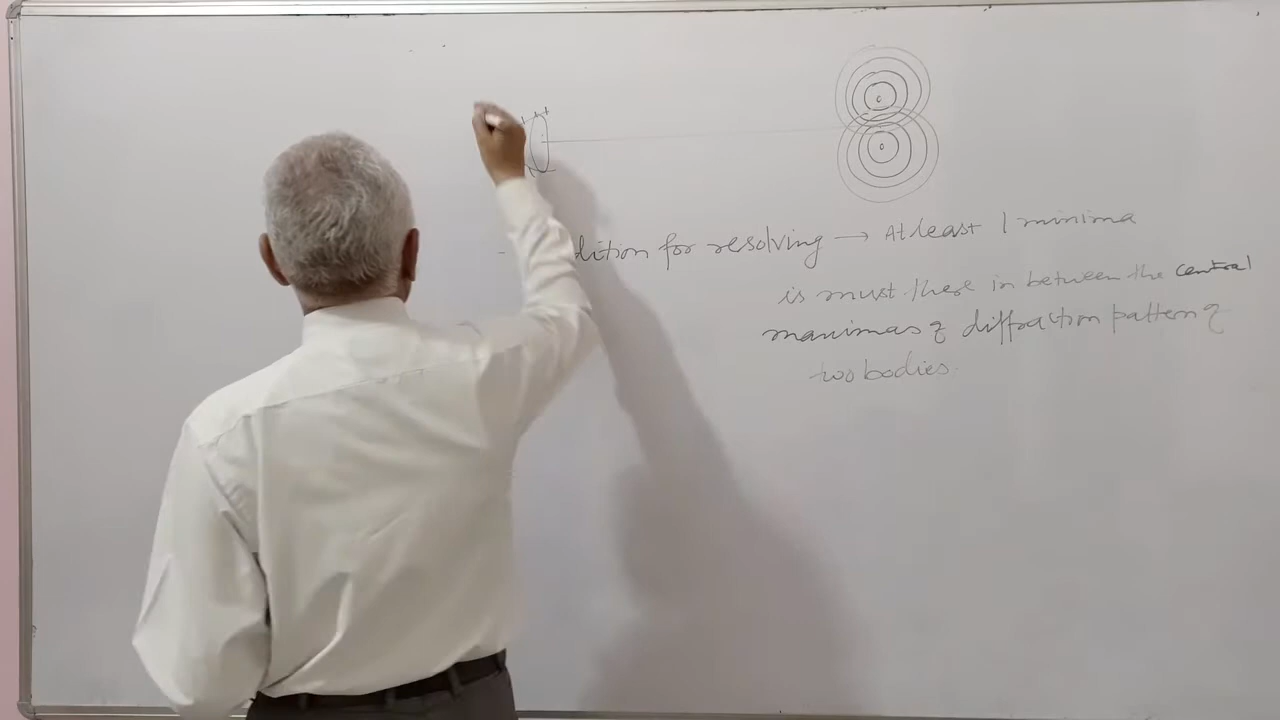 dition for resolving → At least 1 minima
is must there in between the central
maximas of diffraction pattern of
two bodies.